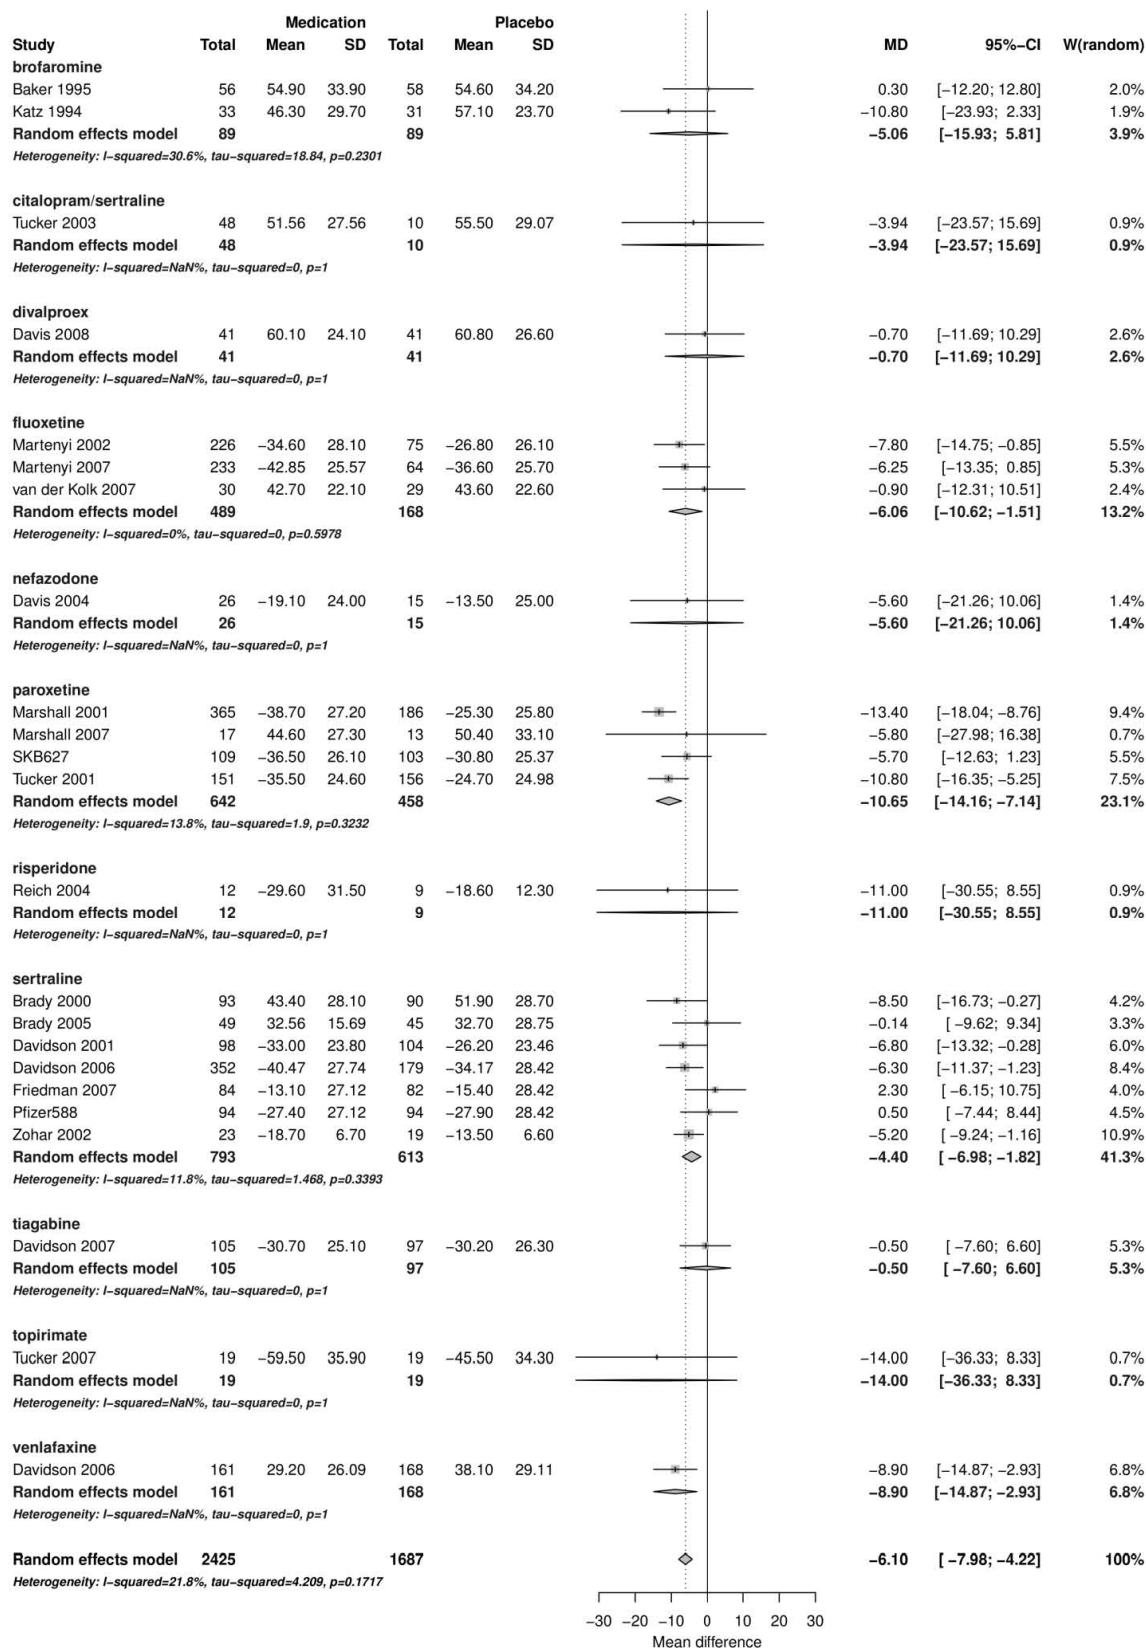 Medication Placebo
Study Total Mean SD Total Mean SD MD 95%−CI W(random)
brofaromine
Baker 1995 56 54.90 33.90 58 54.60 34.20 0.30 [−12.20; 12.80] 2.0%
Katz 1994 33 46.30 29.70 31 57.10 23.70 −10.80 [−23.93; 2.33] 1.9%
Random effects model 89 89 −5.06 [−15.93; 5.81] 3.9%
Heterogeneity: I−squared=30.6%, tau−squared=18.84, p=0.2301
citalopram/sertraline
Tucker 2003 48 51.56 27.56 10 55.50 29.07 −3.94 [−23.57; 15.69] 0.9%
Random effects model 48 10 −3.94 [−23.57; 15.69] 0.9%
Heterogeneity: I−squared=NaN%, tau−squared=0, p=1
divalproex
Davis 2008 41 60.10 24.10 41 60.80 26.60 −0.70 [−11.69; 10.29] 2.6%
Random effects model 41 41 −0.70 [−11.69; 10.29] 2.6%
Heterogeneity: I−squared=NaN%, tau−squared=0, p=1
fluoxetine
Martenyi 2002 226 −34.60 28.10 75 −26.80 26.10 −7.80 [−14.75; −0.85] 5.5%
Martenyi 2007 233 −42.85 25.57 64 −36.60 25.70 −6.25 [−13.35; 0.85] 5.3%
van der Kolk 2007 30 42.70 22.10 29 43.60 22.60 −0.90 [−12.31; 10.51] 2.4%
Random effects model 489 168 −6.06 [−10.62; −1.51] 13.2%
Heterogeneity: I−squared=0%, tau−squared=0, p=0.5978
nefazodone
Davis 2004 26 −19.10 24.00 15 −13.50 25.00 −5.60 [−21.26; 10.06] 1.4%
Random effects model 26 15 −5.60 [−21.26; 10.06] 1.4%
Heterogeneity: I−squared=NaN%, tau−squared=0, p=1
paroxetine
Marshall 2001 365 −38.70 27.20 186 −25.30 25.80 −13.40 [−18.04; −8.76] 9.4%
Marshall 2007 17 44.60 27.30 13 50.40 33.10 −5.80 [−27.98; 16.38] 0.7%
SKB627 109 −36.50 26.10 103 −30.80 25.37 −5.70 [−12.63; 1.23] 5.5%
Tucker 2001 151 −35.50 24.60 156 −24.70 24.98 −10.80 [−16.35; −5.25] 7.5%
Random effects model 642 458 −10.65 [−14.16; −7.14] 23.1%
Heterogeneity: I−squared=13.8%, tau−squared=1.9, p=0.3232
risperidone
Reich 2004 12 −29.60 31.50 9 −18.60 12.30 −11.00 [−30.55; 8.55] 0.9%
Random effects model 12 9 −11.00 [−30.55; 8.55] 0.9%
Heterogeneity: I−squared=NaN%, tau−squared=0, p=1
sertraline
Brady 2000 93 43.40 28.10 90 51.90 28.70 −8.50 [−16.73; −0.27] 4.2%
Brady 2005 49 32.56 15.69 45 32.70 28.75 −0.14 [ −9.62; 9.34] 3.3%
Davidson 2001 98 −33.00 23.80 104 −26.20 23.46 −6.80 [−13.32; −0.28] 6.0%
Davidson 2006 352 −40.47 27.74 179 −34.17 28.42 −6.30 [−11.37; −1.23] 8.4%
Friedman 2007 84 −13.10 27.12 82 −15.40 28.42 2.30 [ −6.15; 10.75] 4.0%
Pfizer588 94 −27.40 27.12 94 −27.90 28.42 0.50 [ −7.44; 8.44] 4.5%
Zohar 2002 23 −18.70 6.70 19 −13.50 6.60 −5.20 [ −9.24; −1.16] 10.9%
Random effects model 793 613 −4.40 [ −6.98; −1.82] 41.3%
Heterogeneity: I−squared=11.8%, tau−squared=1.468, p=0.3393
tiagabine
Davidson 2007 105 −30.70 25.10 97 −30.20 26.30 −0.50 [ −7.60; 6.60] 5.3%
Random effects model 105 97 −0.50 [ −7.60; 6.60] 5.3%
Heterogeneity: I−squared=NaN%, tau−squared=0, p=1
topirimate
Tucker 2007 19 −59.50 35.90 19 −45.50 34.30 −14.00 [−36.33; 8.33] 0.7%
Random effects model 19 19 −14.00 [−36.33; 8.33] 0.7%
Heterogeneity: I−squared=NaN%, tau−squared=0, p=1
venlafaxine
Davidson 2006 161 29.20 26.09 168 38.10 29.11 −8.90 [−14.87; −2.93] 6.8%
Random effects model 161 168 −8.90 [−14.87; −2.93] 6.8%
Heterogeneity: I−squared=NaN%, tau−squared=0, p=1
Random effects model 2425 1687 −6.10 [ −7.98; −4.22] 100%
Heterogeneity: I−squared=21.8%, tau−squared=4.209, p=0.1717
−30 −20 −10 0 10 20 30
Mean difference